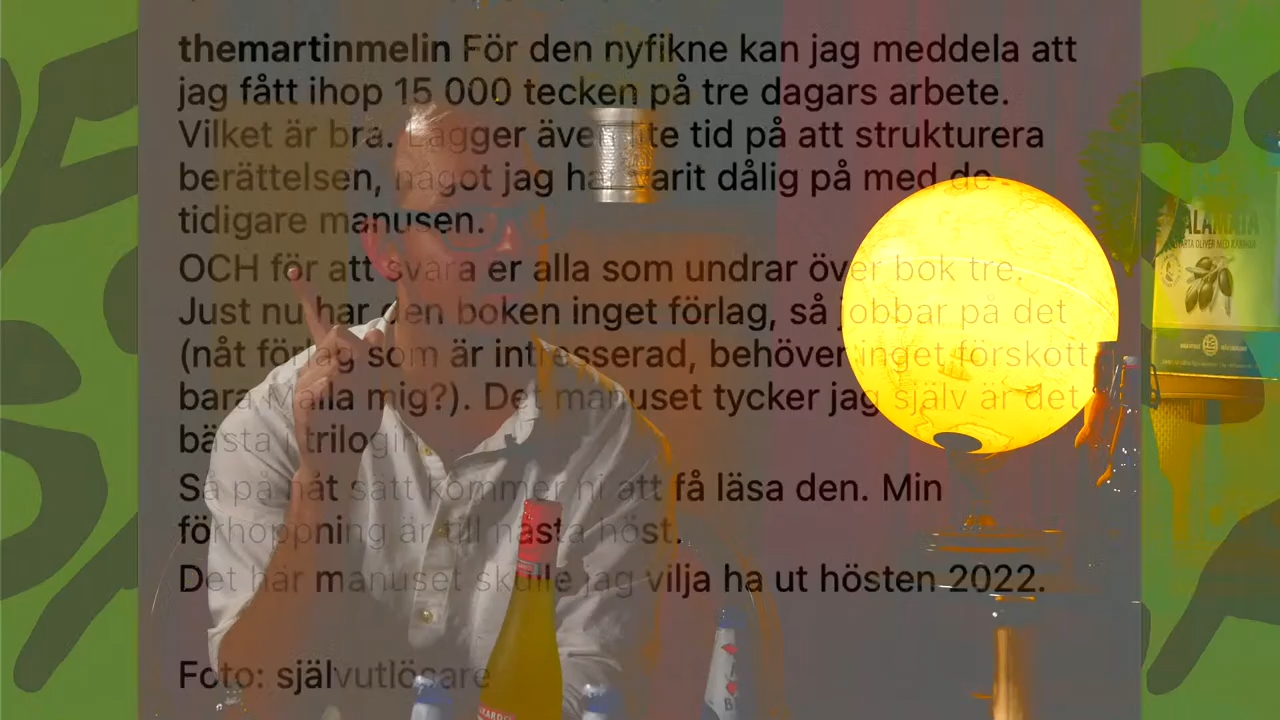 themartinmelin För den nyfikne kan jag meddela att
jag fått ihop 15 000 tecken på tre dagars arbete.
Vilket är bra. Lägger även lite tid på att strukturera
berättelsen, något jag har varit dålig på med de
tidigare manusen.
OCH för att svara er alla som undrar över bok tre.
Just nu har den boken inget förlag, så jobbar på det
(nåt förlag som är intresserad, behöver inget förskott
bara Maila mig?). Det manuset tycker jag själv är det
bästa i trilogin.
Så på nåt sätt kommer ni att få läsa den. Min
förhoppning är till nästa höst.
Det här manuset skulle jag vilja ha ut hösten 2022.
Foto: självutlösare
KALAMATA
SVARTA OLIVER MED KÄRNOR